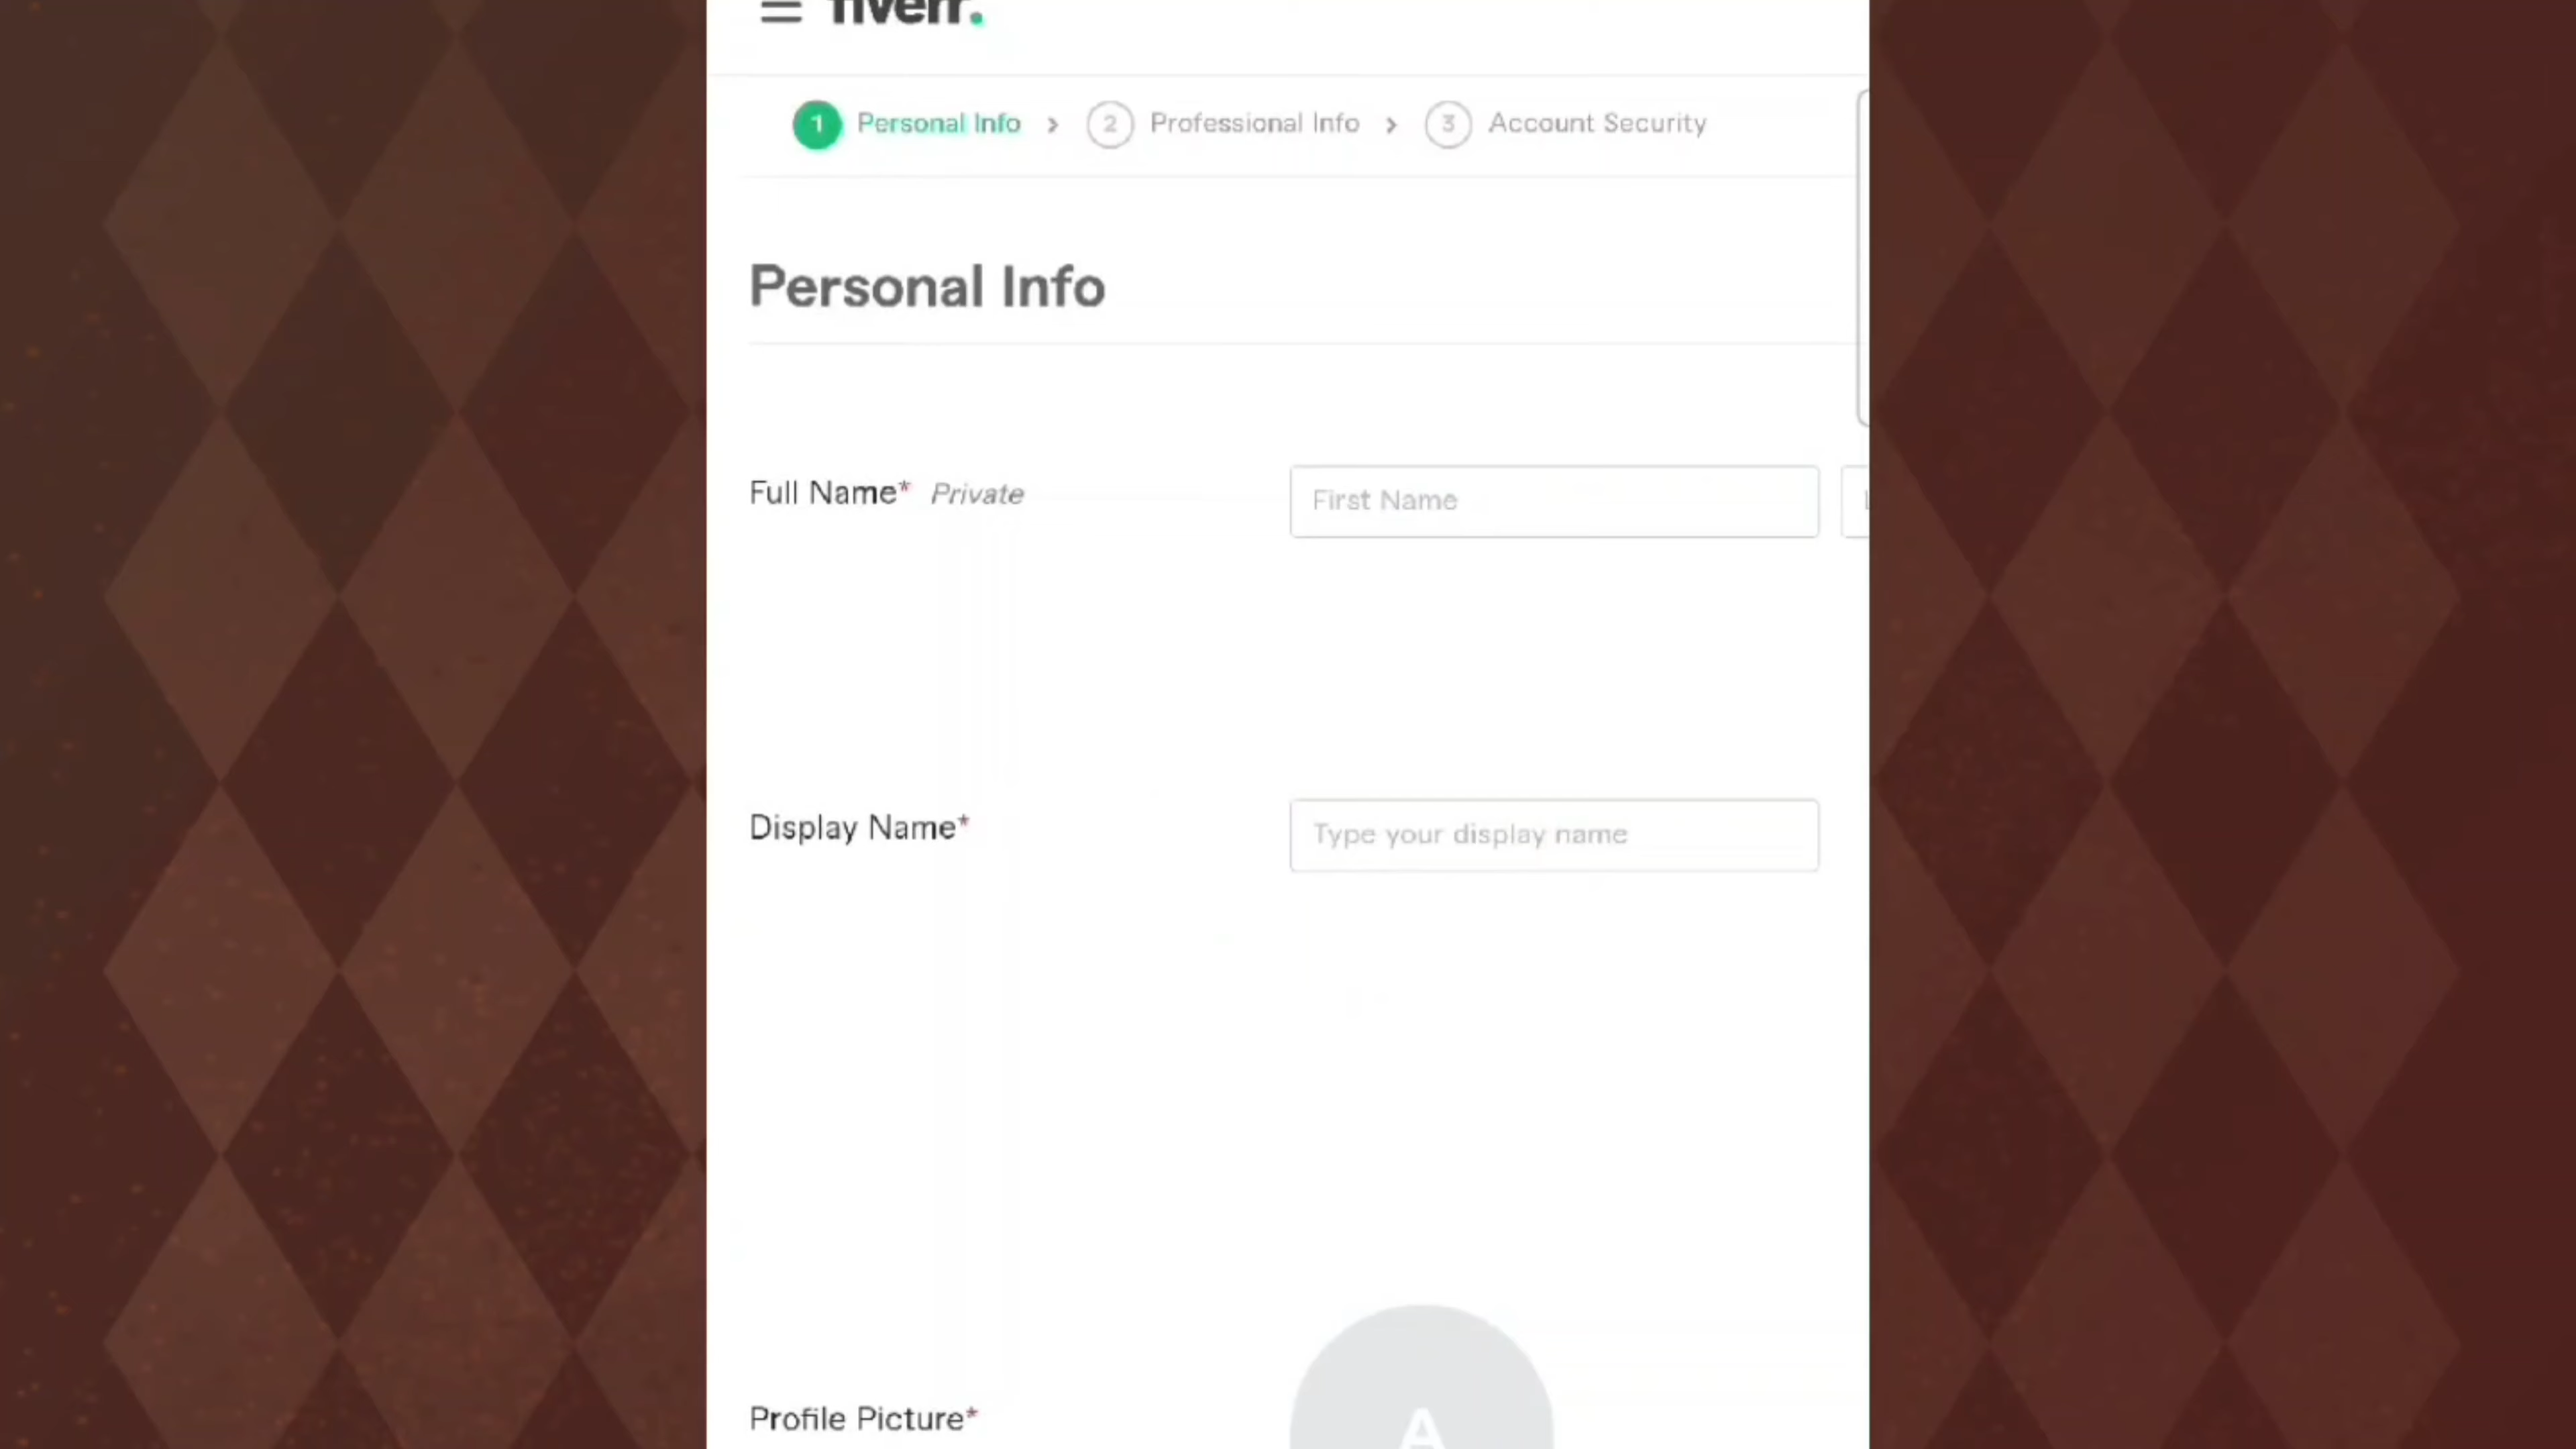 fiverr.
1 Personal Info > 2 Professional Info > 3 Account Security
Personal Info
Full Name* Private
First Name
Display Name*
Type your display name
Profile Picture*
A